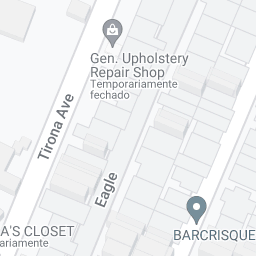 Gen. Upholstery
Repair Shop
Temporariamente
fechado
Tirona Ave
Eagle
A'S CLOSET
ariamente
BARCRISQUE